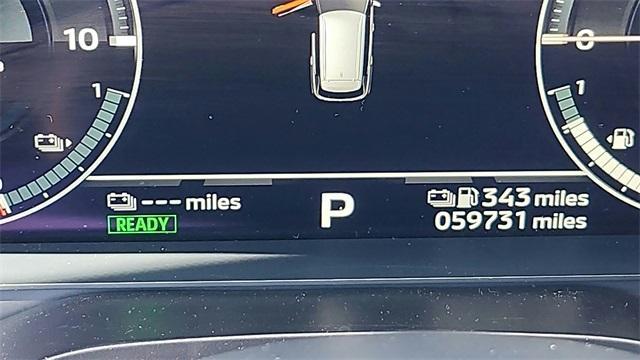 10
0
1
1
--- miles
P
343 miles
READY
059731 miles